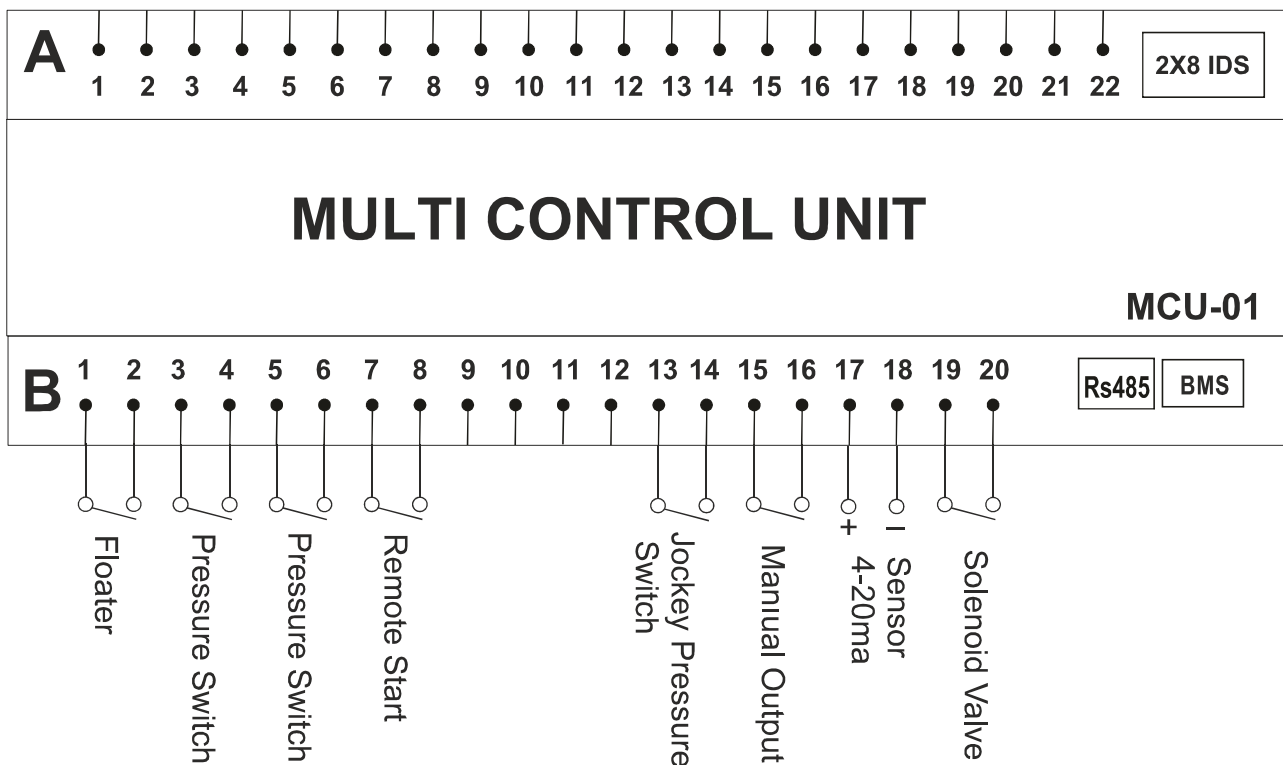 A
1 2 3 4 5 6 7 8 9 10 11 12 13 14 15 16 17 18 19 20 21 22
2X8 IDS
MULTI CONTROL UNIT
MCU-01
B
1 2 3 4 5 6 7 8 9 10 11 12 13 14 15 16 17 18 19 20
Rs485
BMS
Floater
Pressure Switch
Pressure Switch
Remote Start
Jockey Pressure
Switch
Maniual Output
+ −
Sensor
4-20ma
Solenoid Valve